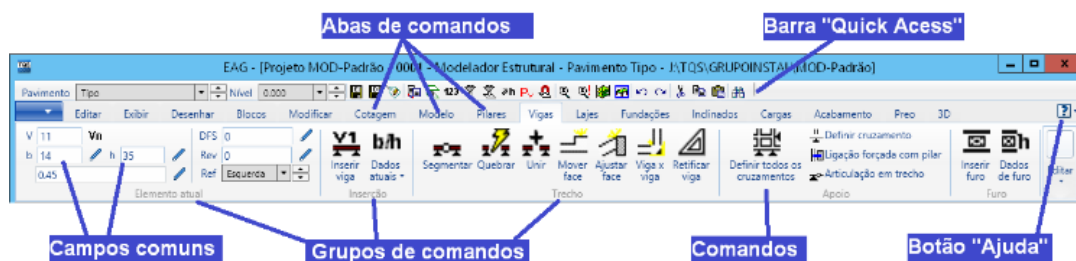 Abas de comandos
Barra "Quick Acess"
EAG - [Projeto MOD-Padrão - 0001 - Modelador Estrutural - Pavimento Tipo - J:\TQS\GRUPOINSTAL\MOD-Padrão]
Pavimento Tipo Nível 0.000 123
Editar Exibir Desenhar Blocos Modificar Cotagem Modelo Pilares Vigas Lajes Fundações Inclinados Cargas Acabamento Preo 3D
V 11 Vn DFS 0
b 14 h 35 Rev 0
0.45 Ref Esquerda
V1 Inserir viga
b/h Dados atuais
Segmentar Quebrar Unir Mover face Ajustar face Viga x viga Retificar viga
Definir todos os cruzamentos
Definir cruzamento
Ligação forçada com pilar
Articulação em trecho
Inserir furo
Dados de furo
Editar
Elemento atual Inserção Trecho Apoio Furo
Campos comuns
Grupos de comandos
Comandos
Botão "Ajuda"